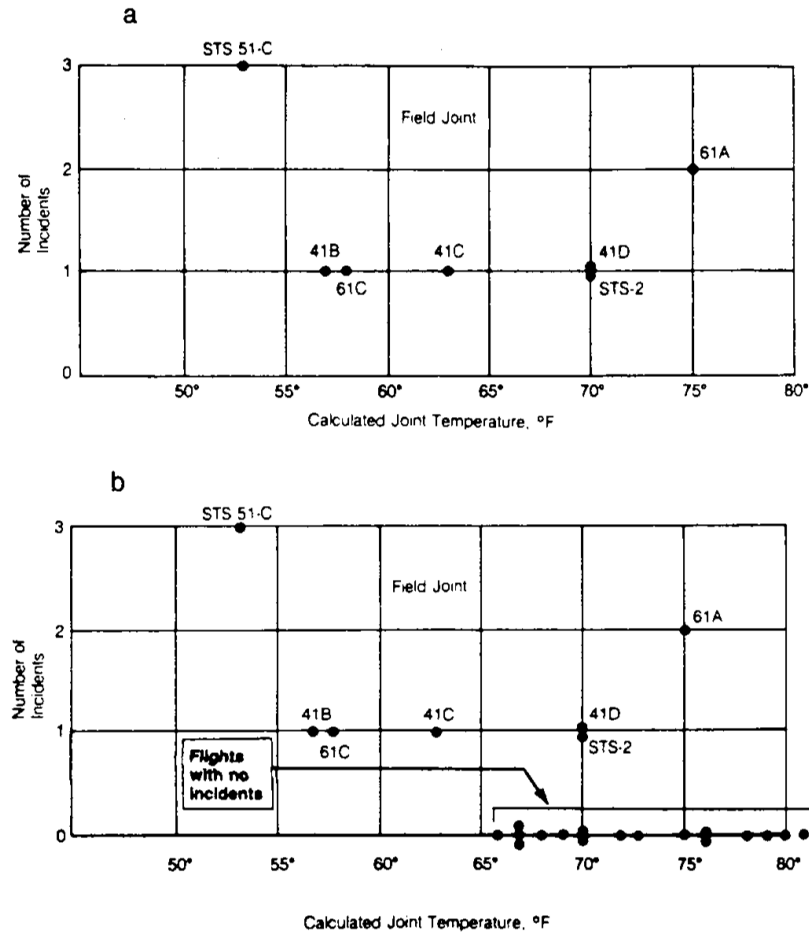 a
STS 51-C
3
Field Joint
61A
2
Number of
Incidents
41B
41C
41D
1
61C
STS-2
0
50° 55° 60° 65° 70° 75° 80°
Calculated Joint Temperature, °F
b
STS 51-C
3
Field Joint
61A
2
Number of
Incidents
41B
41C
41D
1
61C
STS-2
Flights
with no
incidents
0
50° 55° 60° 65° 70° 75° 80°
Calculated Joint Temperature, °F